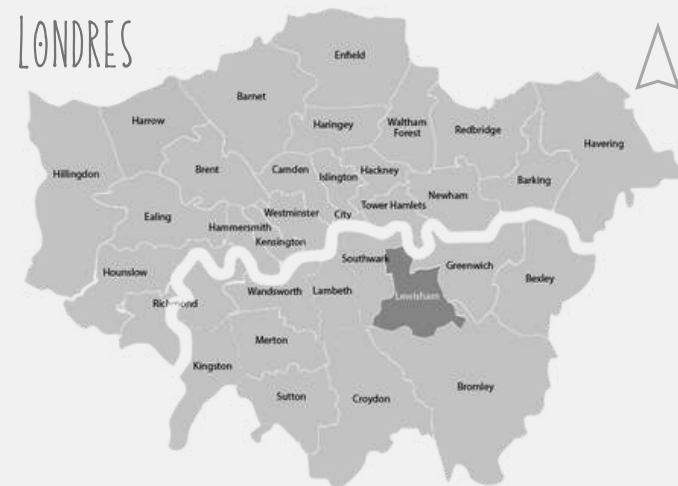 LONDRES
Enfield
Barnet
Harrow
Haringey
Waltham
Forest
Redbridge
Havering
Hillingdon
Brent
Camden
Islington
Hackney
Barking
Newham
Ealing
Westminster
City
Tower Hamlets
Hammersmith
Kensington
Hounslow
Southwark
Greenwich
Bexley
Richmond
Wandsworth
Lambeth
Lewisham
Merton
Kingston
Sutton
Croydon
Bromley